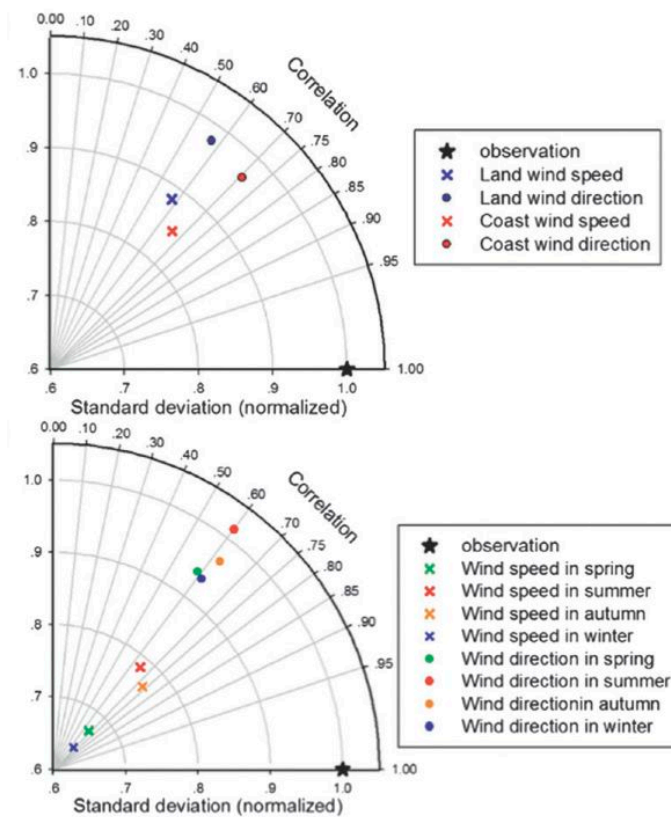 0.00 .10 .20 .30 .40 .50 .60 .70 .75 .80 .85 .90 .95 1.00
Correlation
1.0
.9
.8
.7
.6
.6 .7 .8 .9 1.0
Standard deviation (normalized)
observation
Land wind speed
Land wind direction
Coast wind speed
Coast wind direction
0.00 .10 .20 .30 .40 .50 .60 .70 .75 .80 .85 .90 .95 1.00
Correlation
1.0
.9
.8
.7
.6
.6 .7 .8 .9 1.0
Standard deviation (normalized)
observation
Wind speed in spring
Wind speed in summer
Wind speed in autumn
Wind speed in winter
Wind direction in spring
Wind direction in summer
Wind directionin autumn
Wind direction in winter